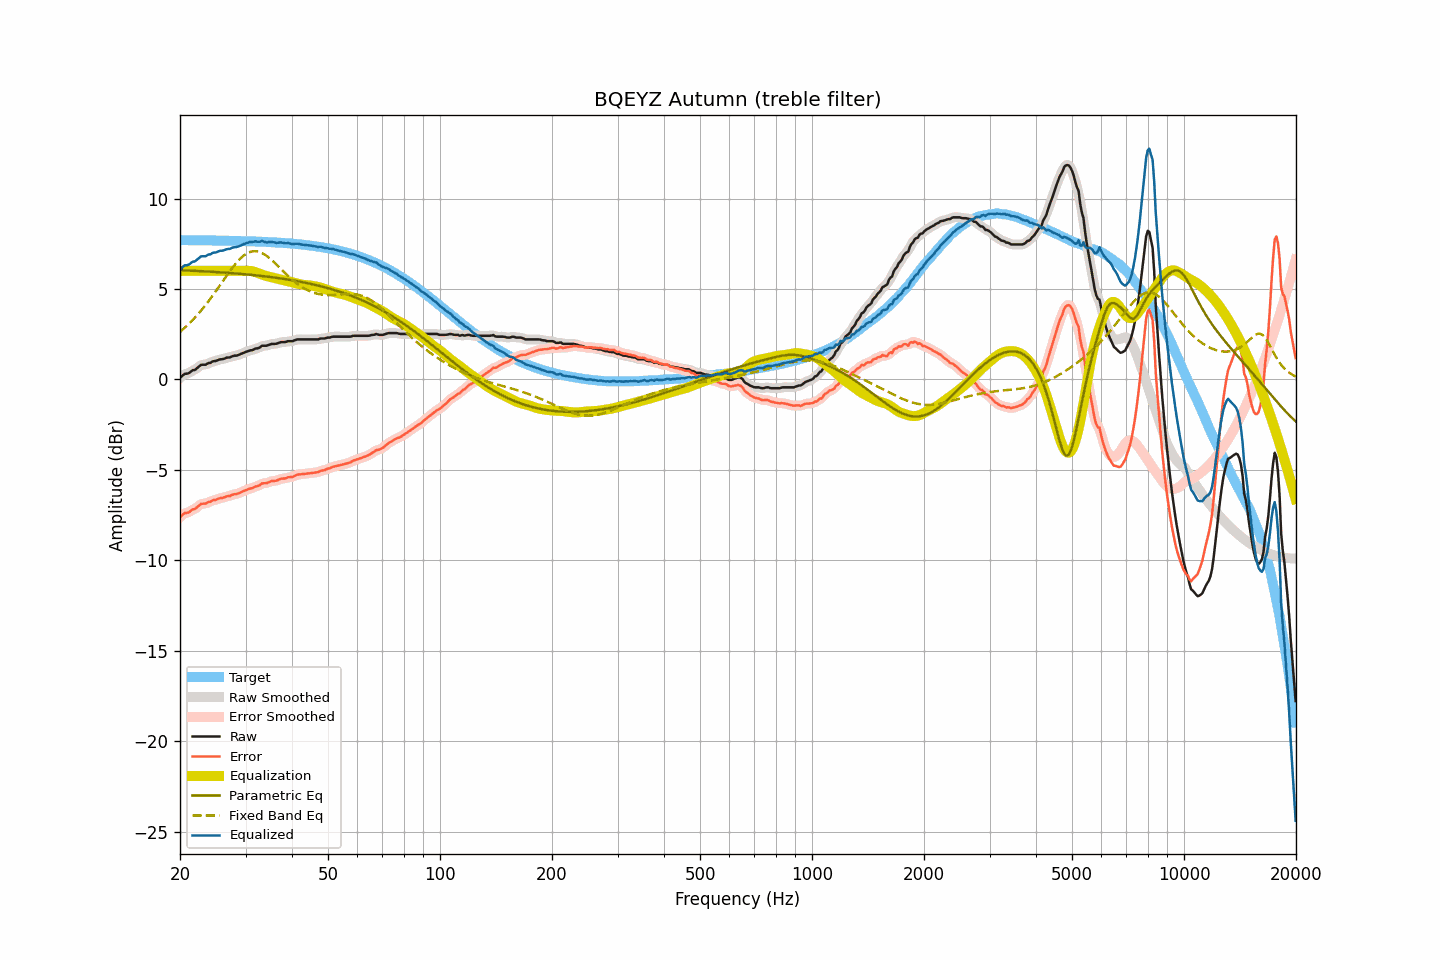 BQEYZ Autumn (treble filter)
Amplitude (dBr)
10
5
0
−5
−10
−15
−20
−25
Target
Raw Smoothed
Error Smoothed
Raw
Error
Equalization
Parametric Eq
Fixed Band Eq
Equalized
20 50 100 200 500 1000 2000 5000 10000 20000
Frequency (Hz)